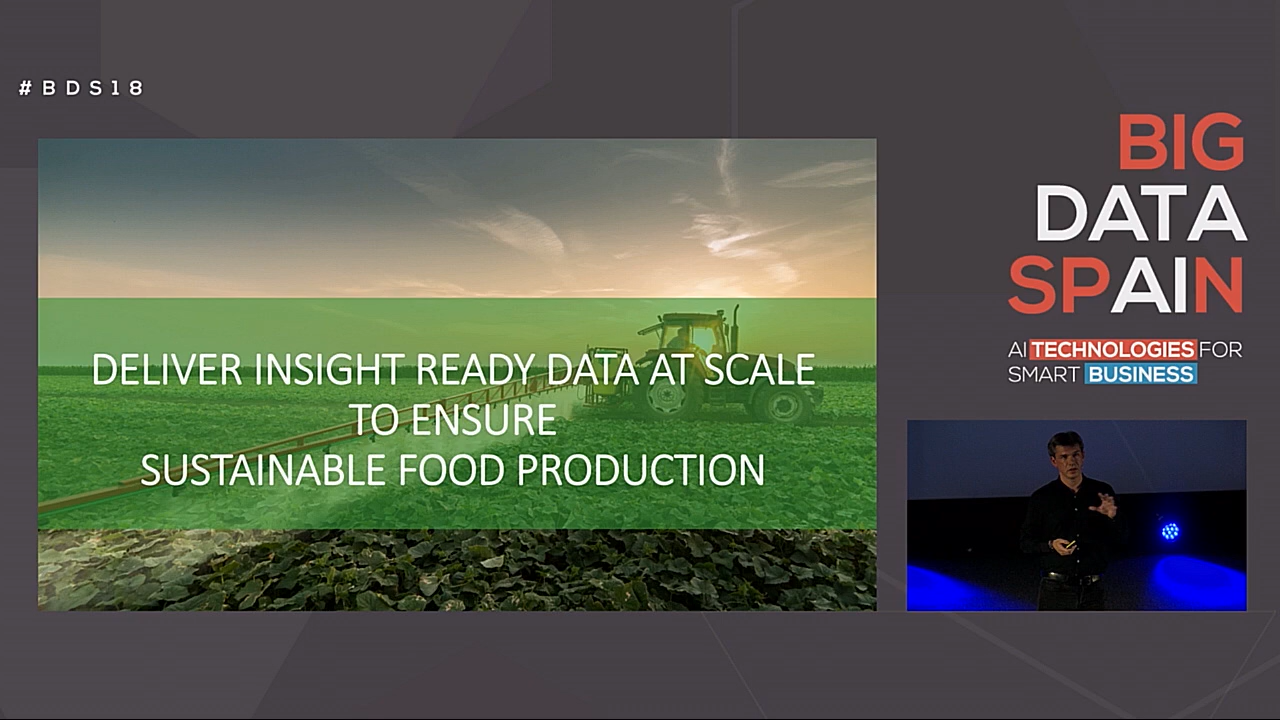 #BDS18
BIG
DATA
SPAIN
AI TECHNOLOGIES FOR
SMART BUSINESS
DELIVER INSIGHT READY DATA AT SCALE
TO ENSURE
SUSTAINABLE FOOD PRODUCTION